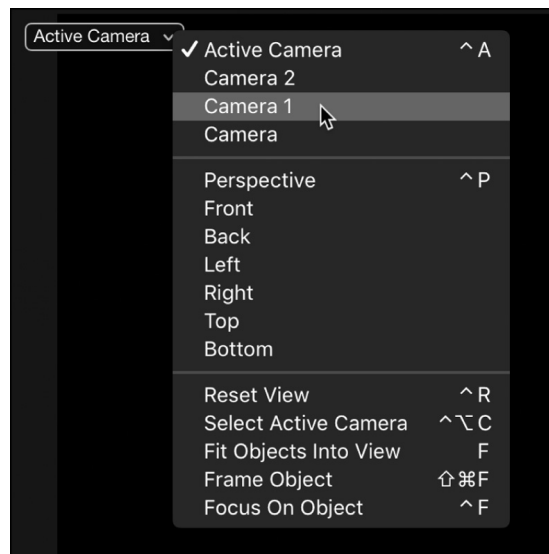 Active Camera
✓ Active Camera ^ A
Camera 2
Camera 1
Camera
Perspective ^ P
Front
Back
Left
Right
Top
Bottom
Reset View ^ R
Select Active Camera ^⌥ C
Fit Objects Into View F
Frame Object ⇧⌘F
Focus On Object ^ F